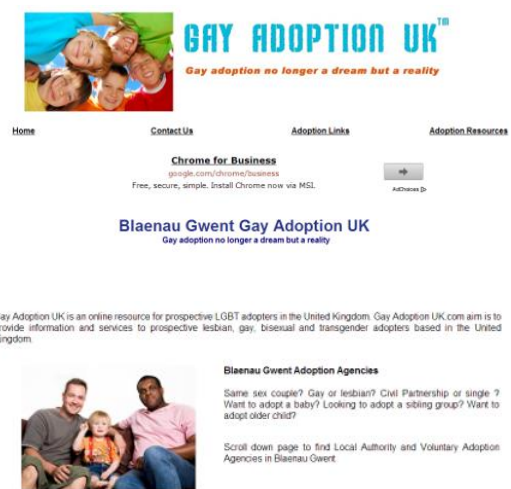 GAY ADOPTION UK™
Gay adoption no longer a dream but a reality
Home Contact Us Adoption Links Adoption Resources
Chrome for Business
google.com/chrome/business
Free, secure, simple. Install Chrome now via MSI.
AdChoices
Blaenau Gwent Gay Adoption UK
Gay adoption no longer a dream but a reality
ay Adoption UK is an online resource for prospective LGBT adopters in the United Kingdom. Gay Adoption UK.com aim is to
rovide information and services to prospective lesbian, gay, bisexual and transgender adopters based in the United
ingdom.
Blaenau Gwent Adoption Agencies
Same sex couple? Gay or lesbian? Civil Partnership or single ?
Want to adopt a baby? Looking to adopt a sibling group? Want to
adopt older child?
Scroll down page to find Local Authority and Voluntary Adoption
Agencies in Blaenau Gwent